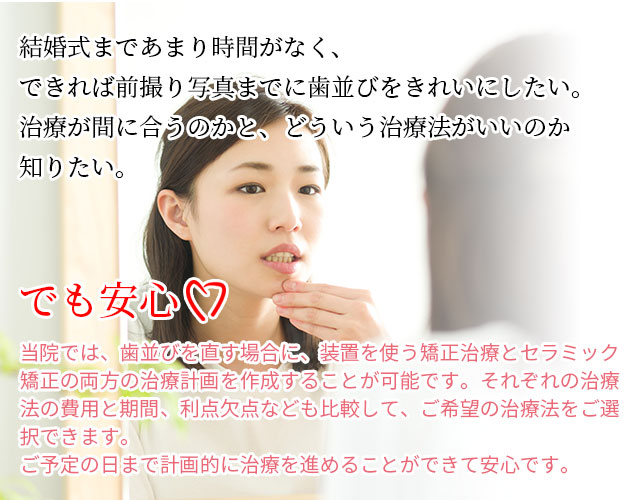 結婚式まであまり時間がなく、
できれば前撮り写真までに歯並びをきれいにしたい。
治療が間に合うのかと、どういう治療法がいいのか
知りたい。
でも安心♡
当院では、歯並びを直す場合に、装置を使う矯正治療とセラミック
矯正の両方の治療計画を作成することが可能です。それぞれの治療
法の費用と期間、利点欠点なども比較して、ご希望の治療法をご選
択できます。
ご予定の日まで計画的に治療を進めることができて安心です。